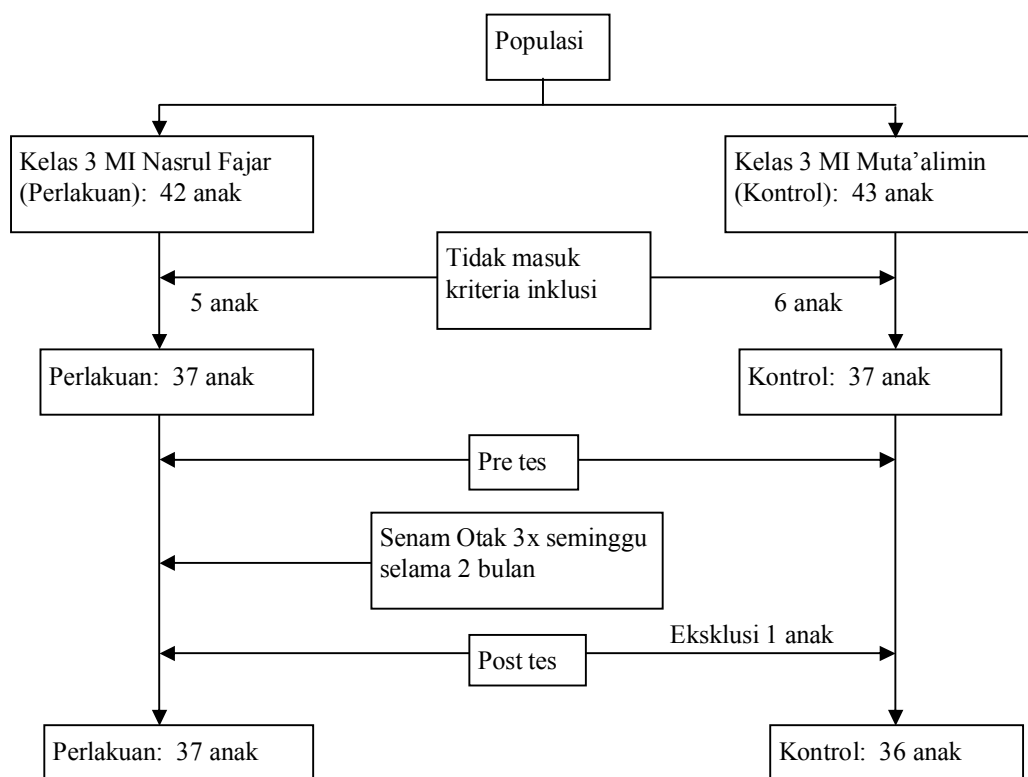 Populasi
Kelas 3 MI Nasrul Fajar
(Perlakuan): 42 anak
Kelas 3 MI Muta’alimin
(Kontrol): 43 anak
Tidak masuk
kriteria inklusi
5 anak
6 anak
Perlakuan: 37 anak
Kontrol: 37 anak
Pre tes
Senam Otak 3x seminggu
selama 2 bulan
Eksklusi 1 anak
Post tes
Perlakuan: 37 anak
Kontrol: 36 anak